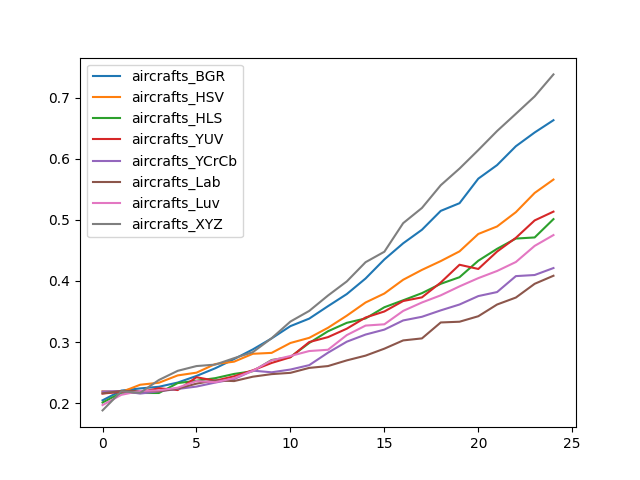 aircrafts_BGR
aircrafts_HSV
aircrafts_HLS
aircrafts_YUV
aircrafts_YCrCb
aircrafts_Lab
aircrafts_Luv
aircrafts_XYZ
0.7
0.6
0.5
0.4
0.3
0.2
0 5 10 15 20 25